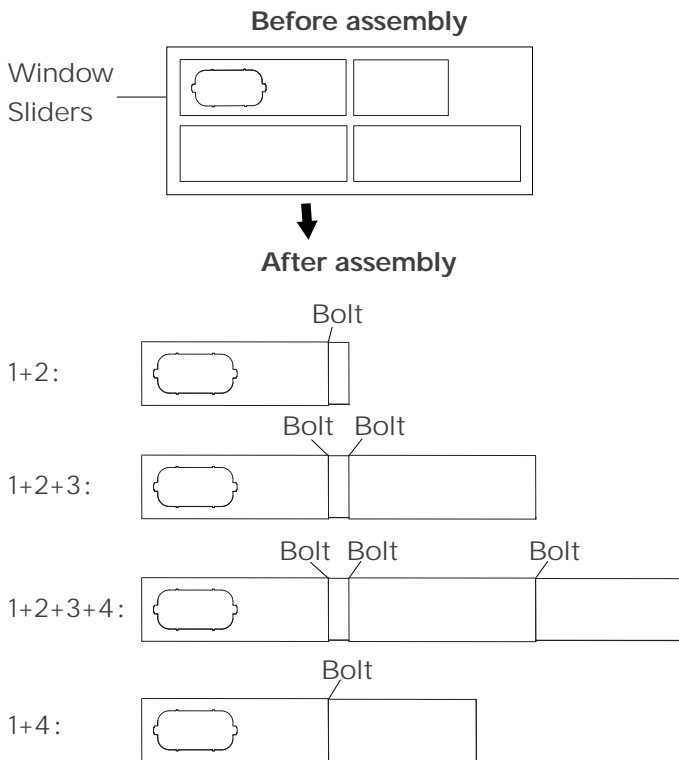 Before assembly
Window
Sliders
After assembly
Bolt
1+2:
Bolt Bolt
1+2+3:
Bolt Bolt Bolt
1+2+3+4:
Bolt
1+4: